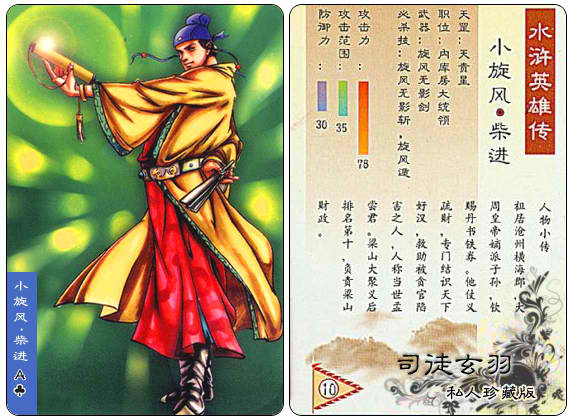 小旋风·柴进
A♣
水浒英雄传
小旋风·柴进
天罡：天贵星
职位：内库房大统领
武器：旋风无影剑
必杀技：旋风无影斩，旋风遁
攻击力：
76
攻击范围：
35
防御力：
30
人物小传
祖居沧州横海郡，大
周皇帝嫡派子孙，钦
赐丹书铁券。他仗义
疏财，专门结识天下
好汉，救助被贪官陷
害之人，人称当世孟
尝君。梁山大聚义后
排名第十，负责梁山
财政。
10
司徒玄羽
私人珍藏版